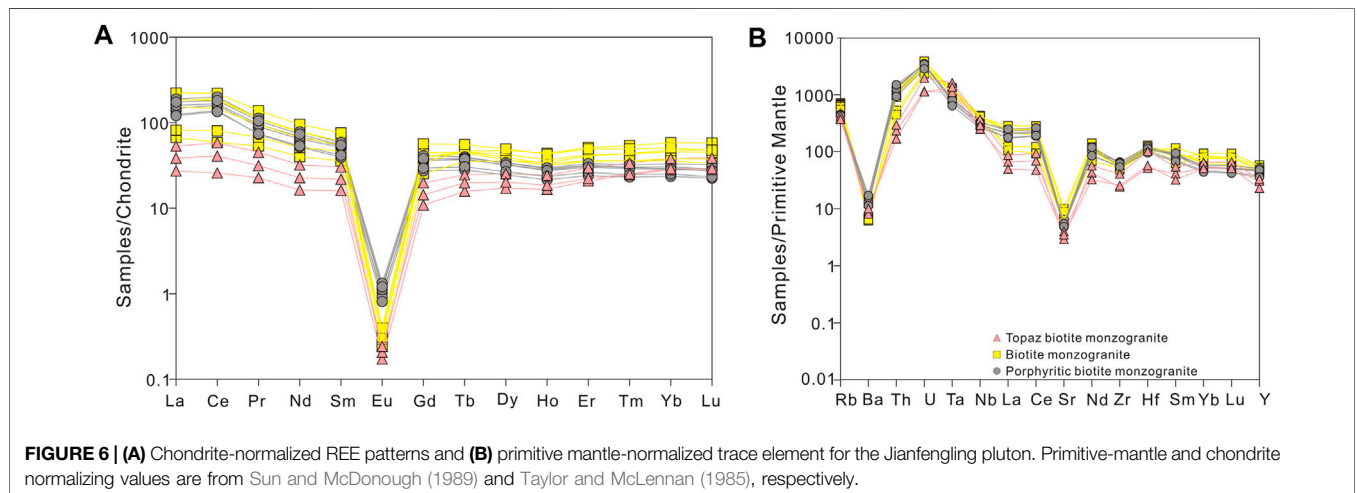 A
1000
100
10
1
0.1
Samples/Chondrite
La Ce Pr Nd Sm Eu Gd Tb Dy Ho Er Tm Yb Lu
B
10000
1000
100
10
1
0.1
0.01
Samples/Primitive Mantle
Topaz biotite monzogranite
Biotite monzogranite
Porphyritic biotite monzogranite
Rb Ba Th U Ta Nb La Ce Sr Nd Zr Hf Sm Yb Lu Y
FIGURE 6 | (A) Chondrite-normalized REE patterns and (B) primitive mantle-normalized trace element for the Jianfengling pluton. Primitive-mantle and chondrite
normalizing values are from Sun and McDonough (1989) and Taylor and McLennan (1985), respectively.